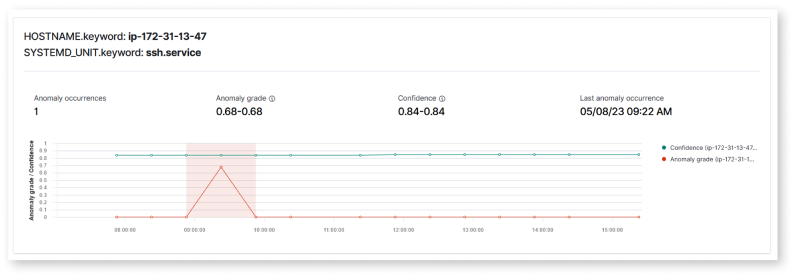 HOSTNAME.keyword: ip-172-31-13-47
SYSTEMD_UNIT.keyword: ssh.service
Anomaly occurrences
1
Anomaly grade
0.68-0.68
Confidence
0.84-0.84
Last anomaly occurrence
05/08/23 09:22 AM
Anomaly grade / Confidence
1
0.9
0.8
0.7
0.6
0.5
0.4
0.3
0.2
0.1
0
08:00:00
09:00:00
10:00:00
11:00:00
12:00:00
13:00:00
14:00:00
15:00:00
Confidence (ip-172-31-13-47...
Anomaly grade (ip-172-31-1...